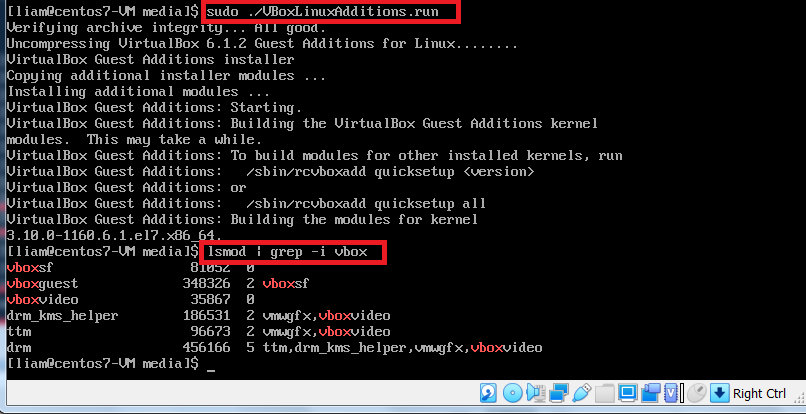 [liam@centos7-VM media]$ sudo ./VBoxLinuxAdditions.run
Verifying archive integrity... All good.
Uncompressing VirtualBox 6.1.2 Guest Additions for Linux........
VirtualBox Guest Additions installer
Copying additional installer modules ...
Installing additional modules ...
VirtualBox Guest Additions: Starting.
VirtualBox Guest Additions: Building the VirtualBox Guest Additions kernel
modules.  This may take a while.
VirtualBox Guest Additions: To build modules for other installed kernels, run
VirtualBox Guest Additions:   /sbin/rcvboxadd quicksetup <version>
VirtualBox Guest Additions: or
VirtualBox Guest Additions:   /sbin/rcvboxadd quicksetup all
VirtualBox Guest Additions: Building the modules for kernel
3.10.0-1160.6.1.el7.x86_64.
[liam@centos7-VM media]$ lsmod | grep -i vbox
vboxsf                 81052  0
vboxguest             348326  2 vboxsf
vboxvideo              35867  0
drm_kms_helper        186531  2 vmwgfx,vboxvideo
ttm                    96673  2 vmwgfx,vboxvideo
drm                   456166  5 ttm,drm_kms_helper,vmwgfx,vboxvideo
[liam@centos7-VM media]$ _
Right Ctrl